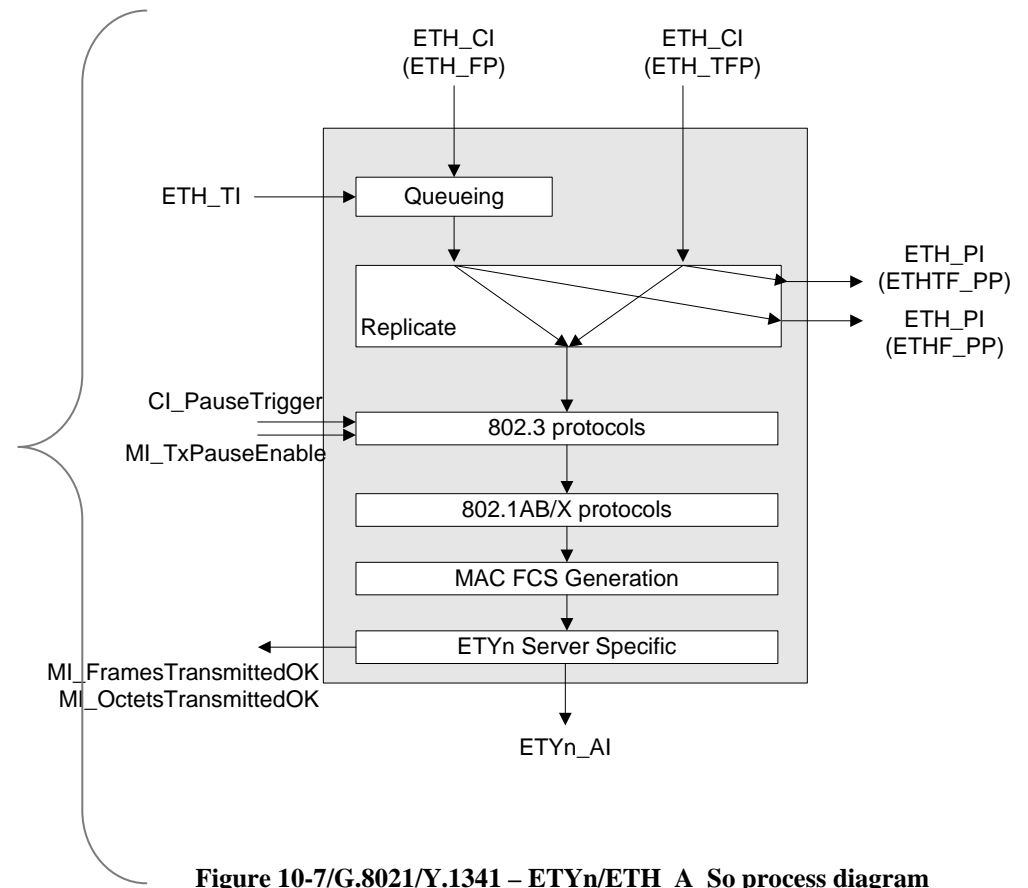 ETH_CI
(ETH_FP)
ETH_CI
(ETH_TFP)
ETH_TI
Queueing
ETH_PI
(ETHTF_PP)
Replicate
ETH_PI
(ETHF_PP)
CI_PauseTrigger
802.3 protocols
MI_TxPauseEnable
802.1AB/X protocols
MAC FCS Generation
ETYn Server Specific
MI_FramesTransmittedOK
MI_OctetsTransmittedOK
ETYn_AI
Figure 10-7/G.8021/Y.1341 – ETYn/ETH_A_So process diagram